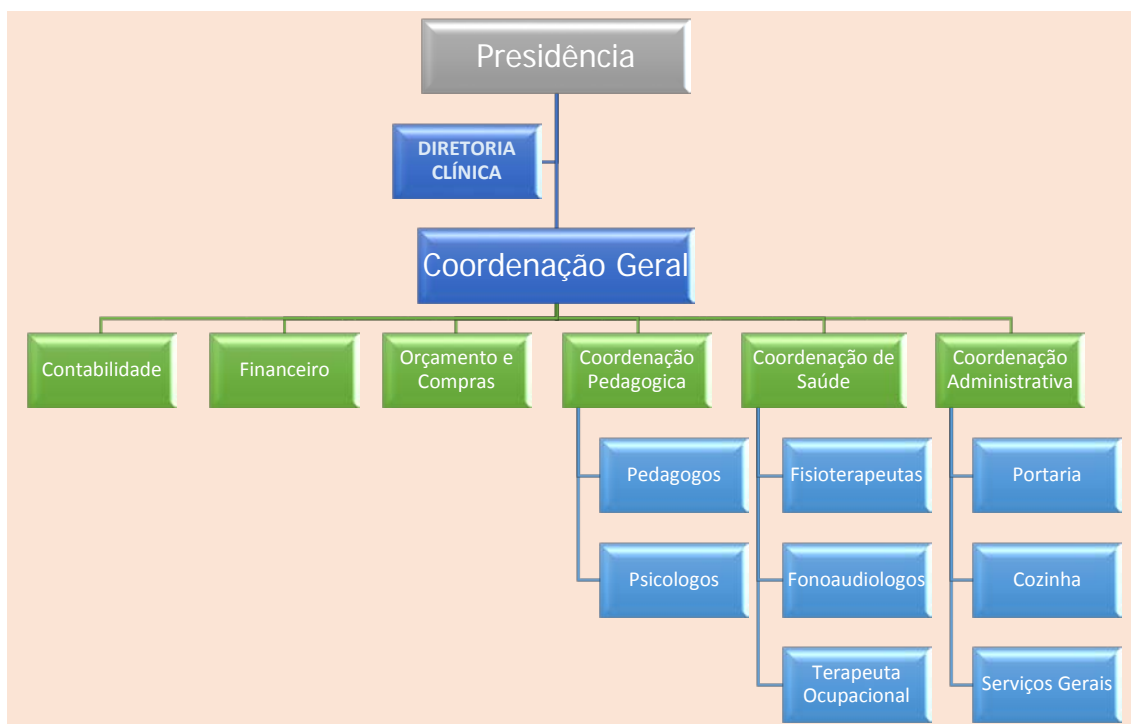 Presidência
DIRETORIA
CLÍNICA
Coordenação Geral
Contabilidade
Financeiro
Orçamento e
Compras
Coordenação
Pedagogica
Coordenação de
Saúde
Coordenação
Administrativa
Pedagogos
Fisioterapeutas
Portaria
Psicologos
Fonoaudiologos
Cozinha
Terapeuta
Ocupacional
Serviços Gerais